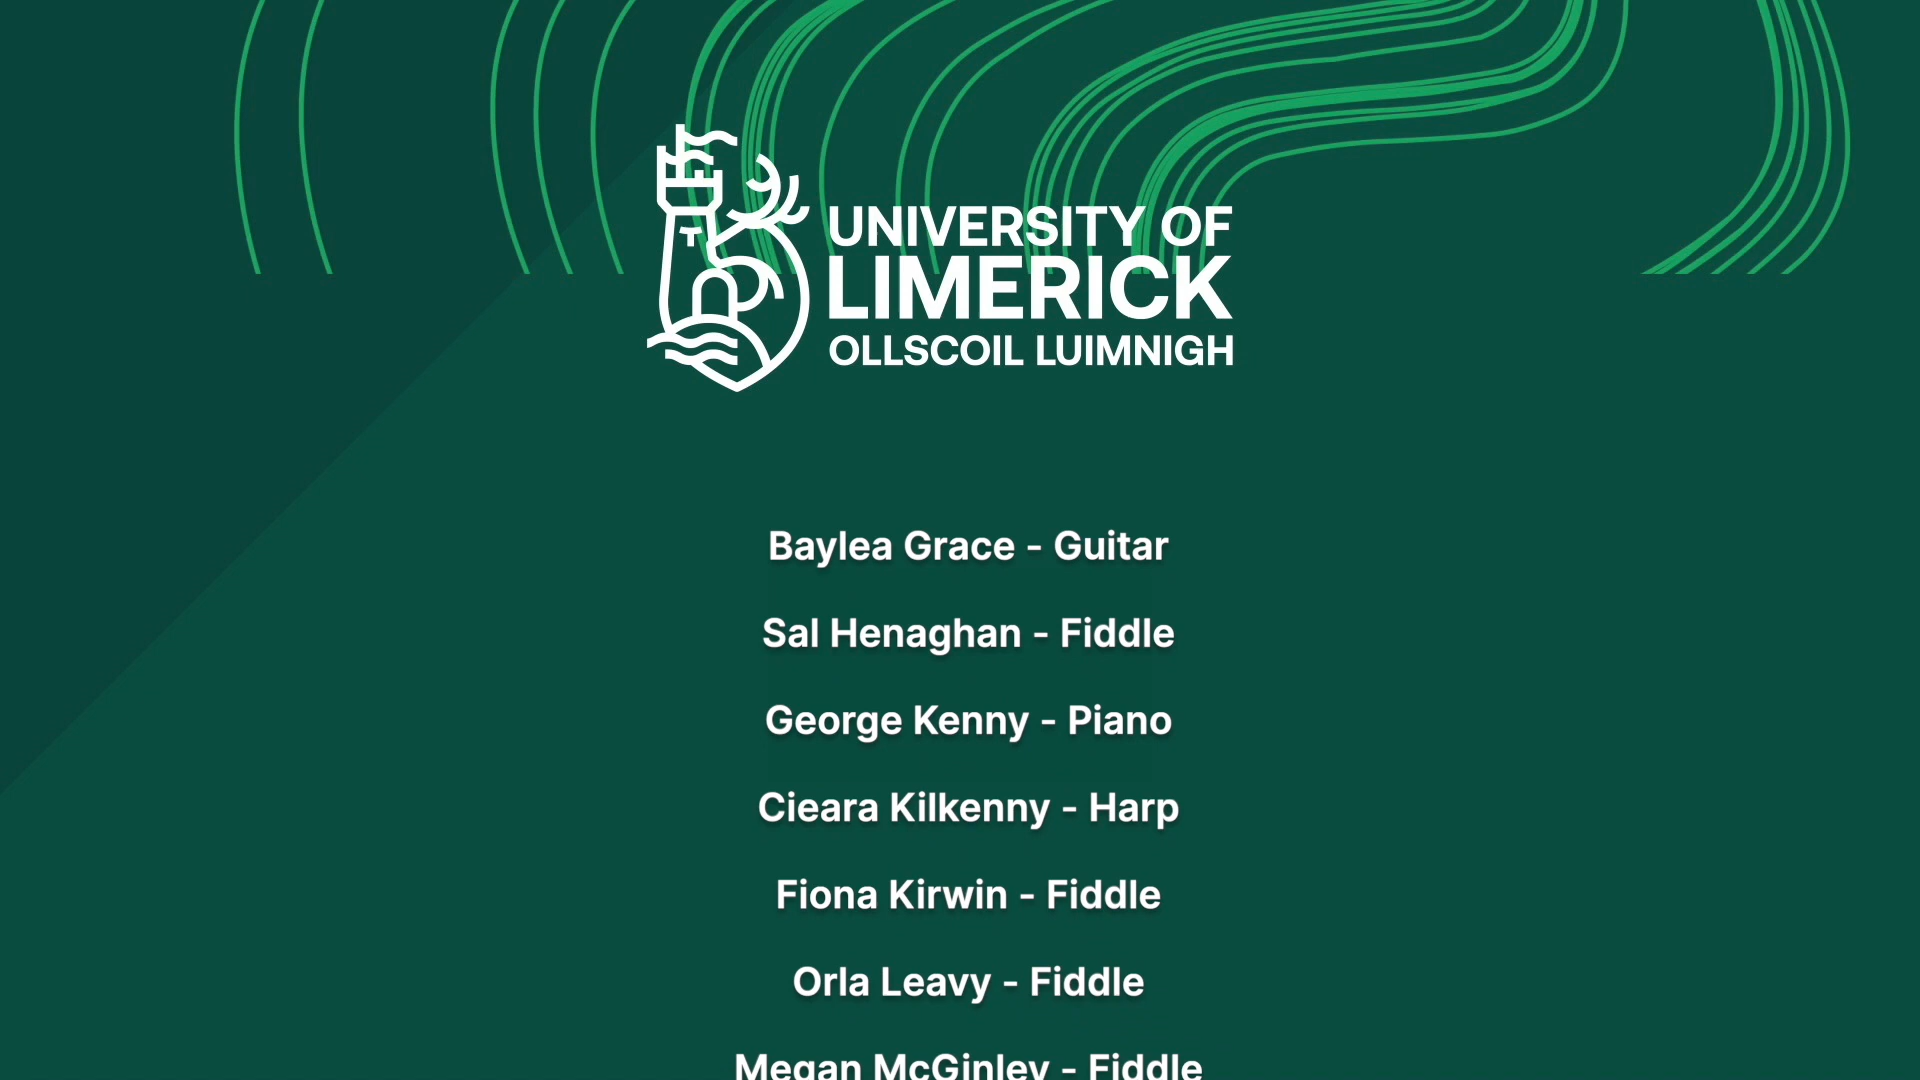 UNIVERSITY OF
LIMERICK
OLLSCOIL LUIMNIGH
Baylea Grace - Guitar
Sal Henaghan - Fiddle
George Kenny - Piano
Cieara Kilkenny - Harp
Fiona Kirwin - Fiddle
Orla Leavy - Fiddle
Megan McGinley - Fiddle